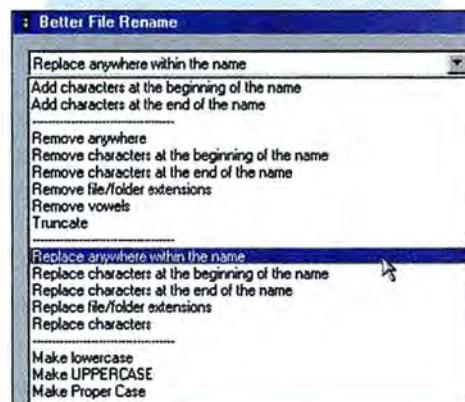 Better File Rename
Replace anywhere within the name
Add characters at the beginning of the name
Add characters at the end of the name
------------------------------
Remove anywhere
Remove characters at the beginning of the name
Remove characters at the end of the name
Remove file/folder extensions
Remove vowels
Truncate
------------------------------
Replace anywhere within the name
Replace characters at the beginning of the name
Replace characters at the end of the name
Replace file/folder extensions
Replace characters
------------------------------
Make lowercase
Make UPPERCASE
Make Proper Case